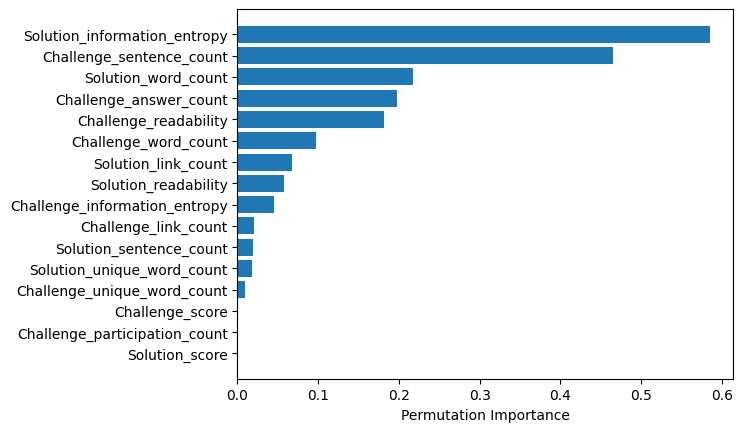 Solution_information_entropy
Challenge_sentence_count
Solution_word_count
Challenge_answer_count
Challenge_readability
Challenge_word_count
Solution_link_count
Solution_readability
Challenge_information_entropy
Challenge_link_count
Solution_sentence_count
Solution_unique_word_count
Challenge_unique_word_count
Challenge_score
Challenge_participation_count
Solution_score
0.0 0.1 0.2 0.3 0.4 0.5 0.6
Permutation Importance